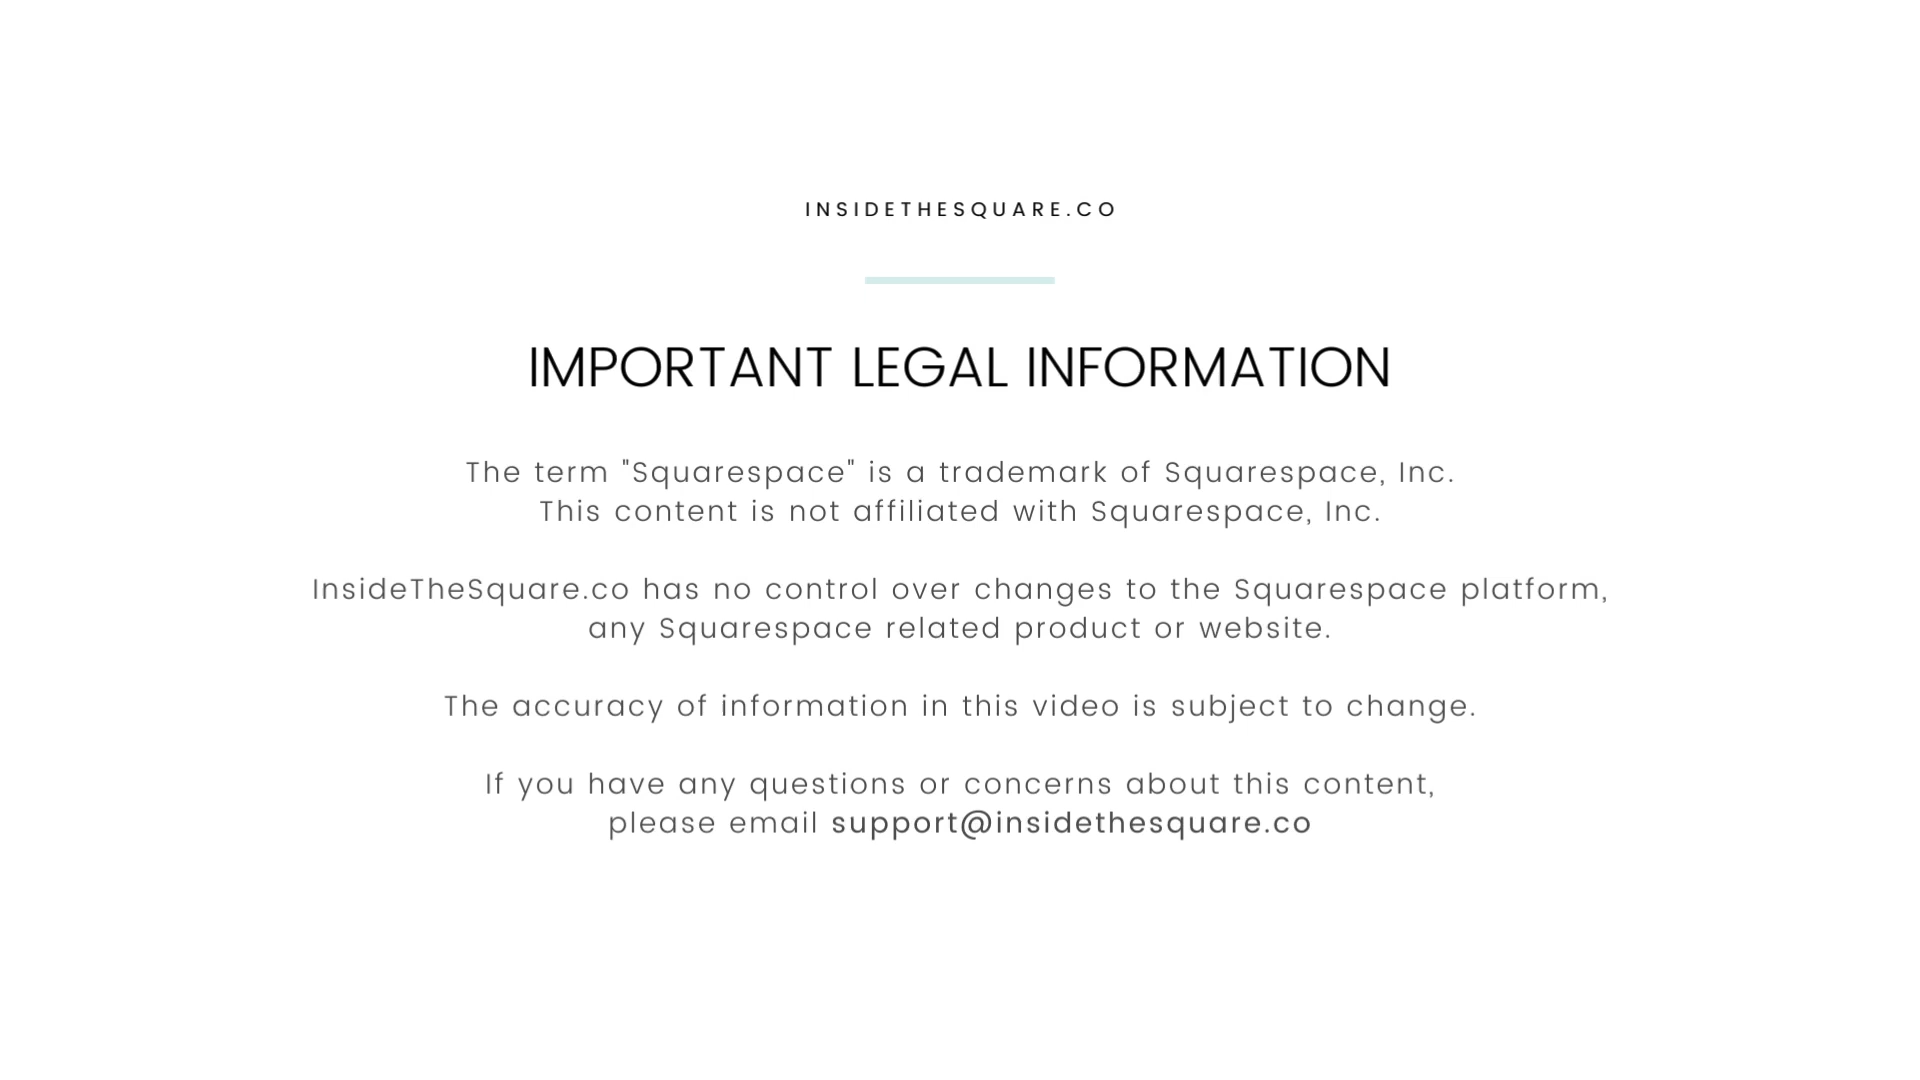 INSIDETHESQUARE.CO
IMPORTANT LEGAL INFORMATION
The term "Squarespace" is a trademark of Squarespace, Inc.
This content is not affiliated with Squarespace, Inc.
InsideTheSquare.co has no control over changes to the Squarespace platform,
any Squarespace related product or website.
The accuracy of information in this video is subject to change.
If you have any questions or concerns about this content,
please email support@insidethesquare.co